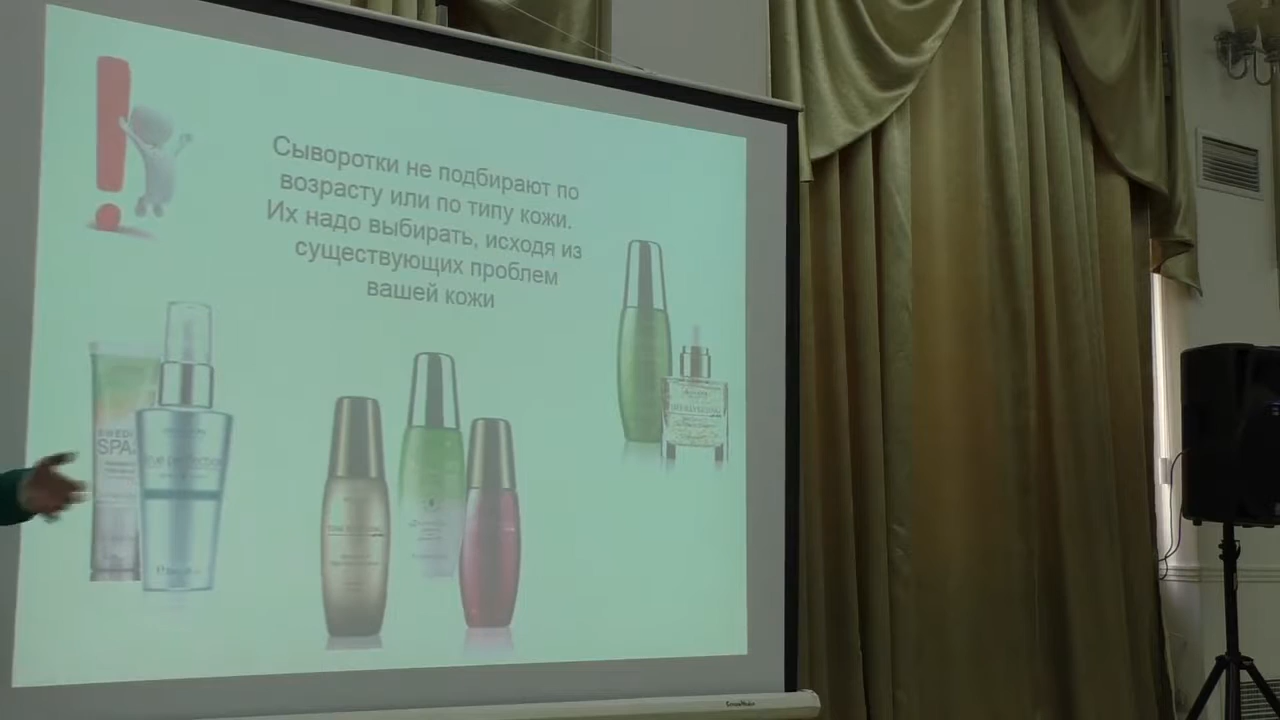 Сыворотки не подбирают по
возрасту или по типу кожи.
Их надо выбирать, исходя из
существующих проблем
вашей кожи
SPA